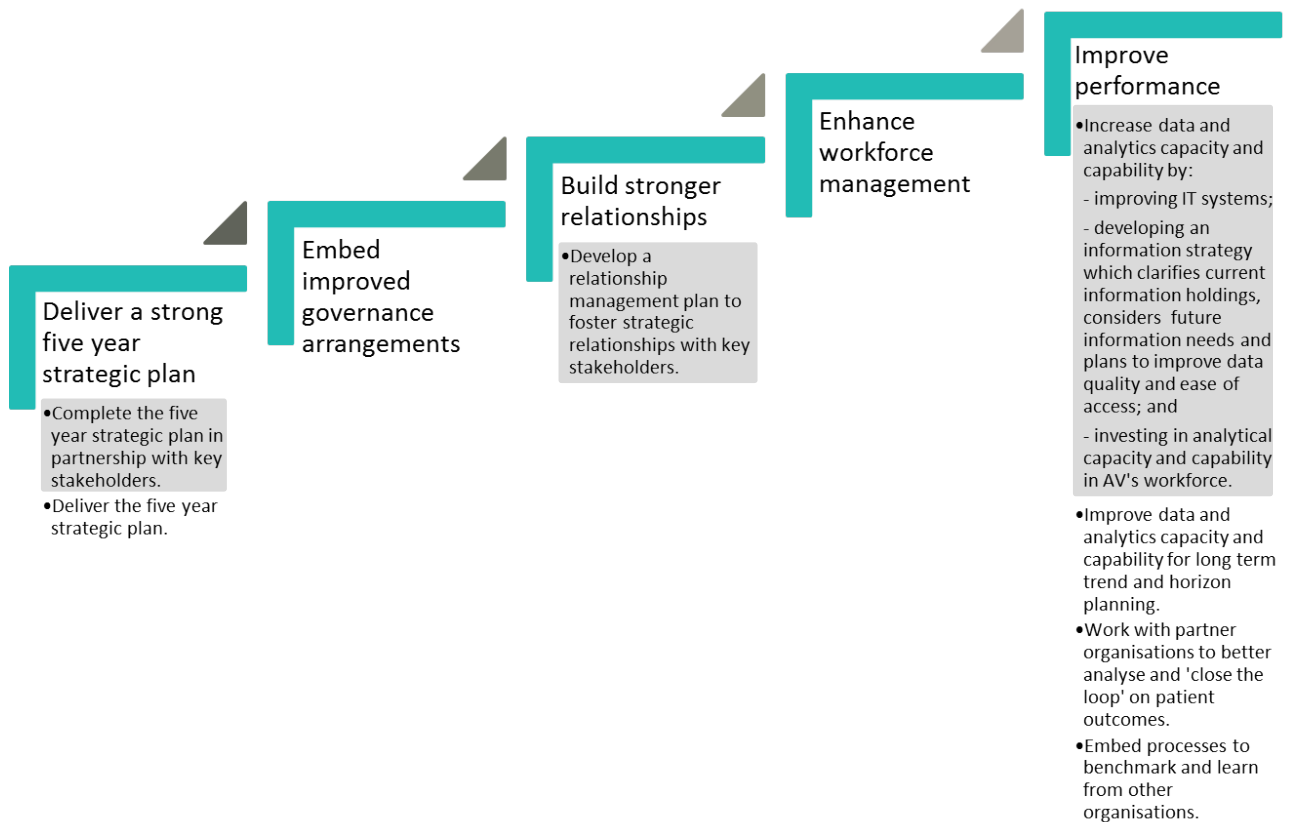 Deliver a strong
five year
strategic plan
•Complete the five
year strategic plan in
partnership with key
stakeholders.
•Deliver the five year
strategic plan.
Embed
improved
governance
arrangements
Build stronger
relationships
•Develop a
relationship
management plan to
foster strategic
relationships with key
stakeholders.
Enhance
workforce
management
Improve
performance
•Increase data and
analytics capacity and
capability by:
- improving IT systems;
- developing an
information strategy
which clarifies current
information holdings,
considers future
information needs and
plans to improve data
quality and ease of
access; and
- investing in analytical
capacity and capability
in AV's workforce.
•Improve data and
analytics capacity and
capability for long term
trend and horizon
planning.
•Work with partner
organisations to better
analyse and 'close the
loop' on patient
outcomes.
•Embed processes to
benchmark and learn
from other
organisations.